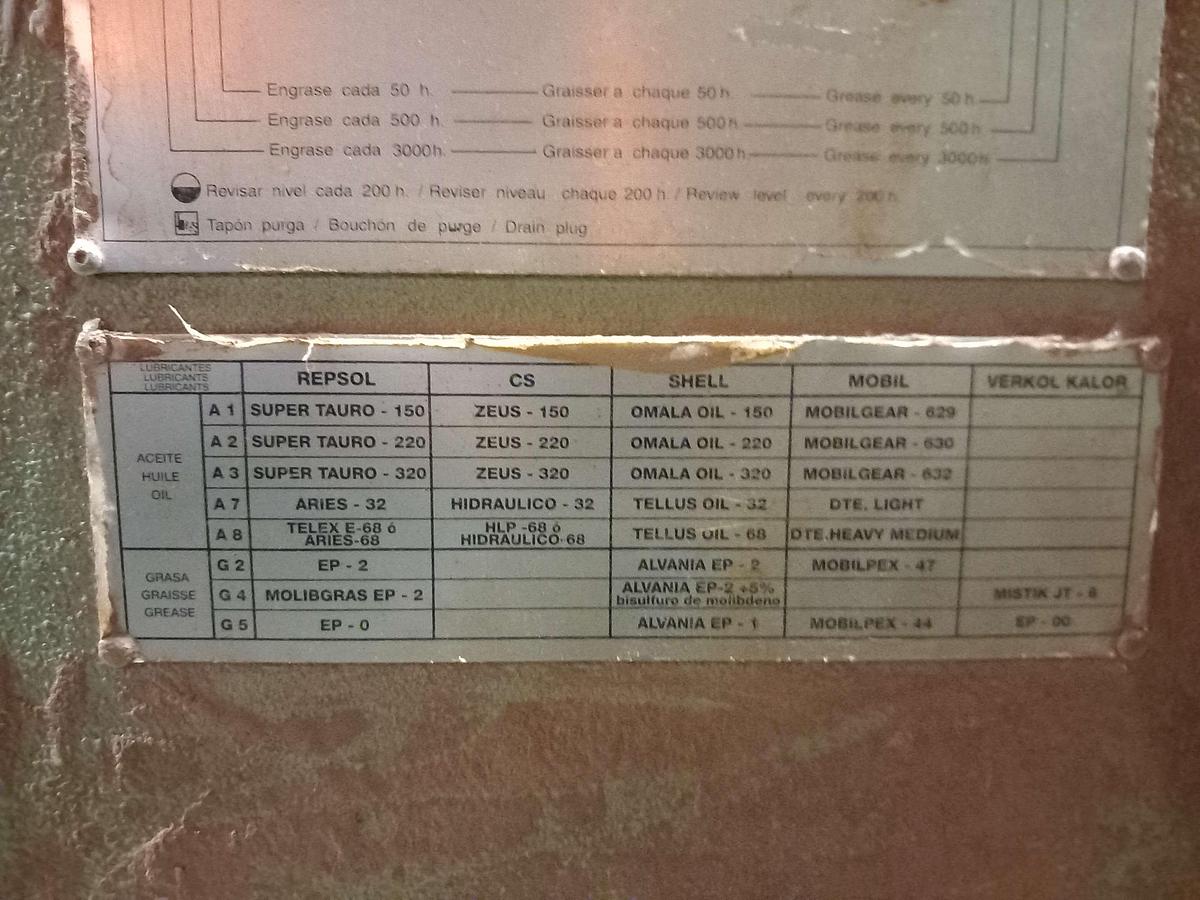 Engrase cada 50 h. Graisser a chaque 50 h. Grease every 50 h.
Engrase cada 500 h. Graisser a chaque 500 h Grease every 500 h.
Engrase cada 3000h. Graisser a chaque 3000 h Grease every 3000h
Revisar nivel cada 200 h. / Reviser niveau chaque 200 h. / Review level every 200 h.
Tapón purga / Bouchón de purge / Drain plug
LUBRICANTES
LUBRICANTS
LUBRICANTS
REPSOL CS SHELL MOBIL VERKOL KALOR
ACEITE
HUILE
OIL
A 1 SUPER TAURO - 150 ZEUS - 150 OMALA OIL - 150 MOBILGEAR - 629
A 2 SUPER TAURO - 220 ZEUS - 220 OMALA OIL - 220 MOBILGEAR - 630
A 3 SUPER TAURO - 320 ZEUS - 320 OMALA OIL - 320 MOBILGEAR - 632
A 7 ARIES - 32 HIDRAULICO - 32 TELLUS OIL - 32 DTE. LIGHT
A 8 TELEX E-68 ó ARIES-68 HLP -68 ó HIDRAULICO-68 TELLUS OIL - 68 DTE.HEAVY MEDIUM
GRASA
GRAISSE
GREASE
G 2 EP - 2 ALVANIA EP - 2 MOBILPEX - 47
G 4 MOLIBGRAS EP - 2 ALVANIA EP-2 +5% bisulfuro de molibdeno MISTIK JT - 6
G 5 EP - 0 ALVANIA EP - 1 MOBILPEX - 44 EP - 00